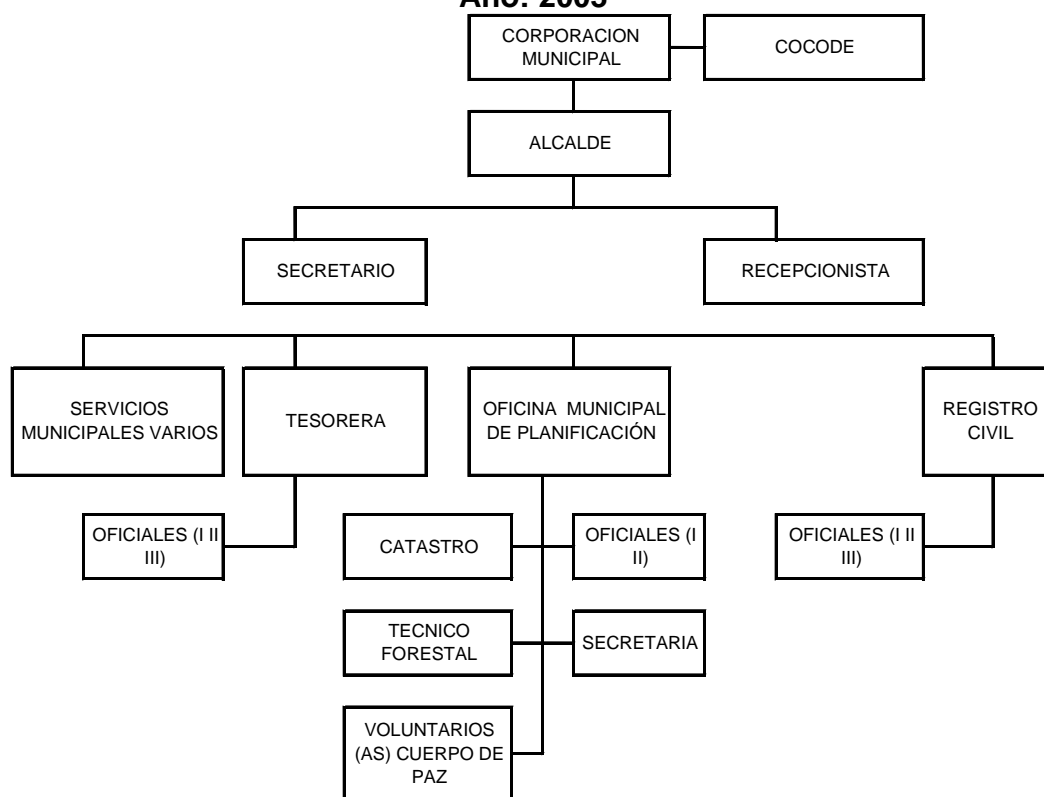 Año:
CORPORACION
MUNICIPAL
COCODE
ALCALDE
SECRETARIO
RECEPCIONISTA
SERVICIOS
MUNICIPALES VARIOS
TESORERA
OFICINA MUNICIPAL
DE PLANIFICACIÓN
REGISTRO
CIVIL
OFICIALES (I II
III)
CATASTRO
OFICIALES (I
II)
OFICIALES (I II
III)
TECNICO
FORESTAL
SECRETARIA
VOLUNTARIOS
(AS) CUERPO DE
PAZ